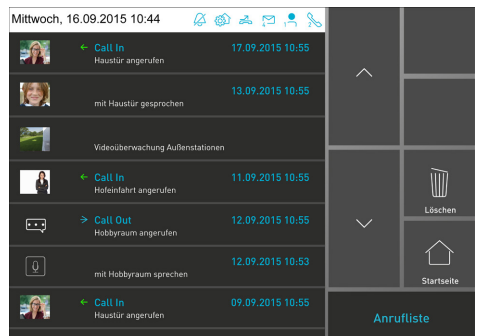 Mittwoch, 16.09.2015 10:44
Call In 17.09.2015 10:55
Haustür angerufen
13.09.2015 10:55
mit Haustür gesprochen
Videoüberwachung Außenstationen
Call In 11.09.2015 10:55
Hofeinfahrt angerufen
Call Out 12.09.2015 10:55
Hobbyraum angerufen
12.09.2015 10:53
mit Hobbyraum sprechen
Call In 09.09.2015 10:55
Haustür angerufen
Löschen
Startseite
Anrufliste